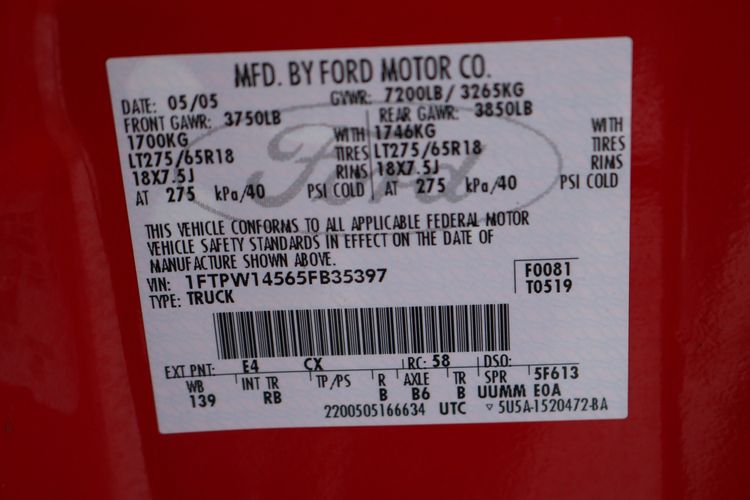 MFD. BY FORD MOTOR CO.
DATE: 05/05 GVWR: 7200LB/ 3265KG
FRONT GAWR: 3750LB REAR GAWR: 3850LB
1700KG WITH 1746KG WITH
LT275/65R18 TIRES LT275/65R18 TIRES
18X7.5J RIMS 18X7.5J RIMS
AT 275 kPa/40 PSI COLD AT 275 kPa/40 PSI COLD
Ford
THIS VEHICLE CONFORMS TO ALL APPLICABLE FEDERAL MOTOR
VEHICLE SAFETY STANDARDS IN EFFECT ON THE DATE OF
MANUFACTURE SHOWN ABOVE.
VIN: 1FTPW14565FB35397 F0081
TYPE: TRUCK T0519
EXT PNT: E4 CX RC: 58 DSO:
WB INT TR TP/PS R AXLE TR SPR 5F613
139 RB B B6 B UUMM E0A
2200505166634 UTC ▽ 5U5A-1520472-BA